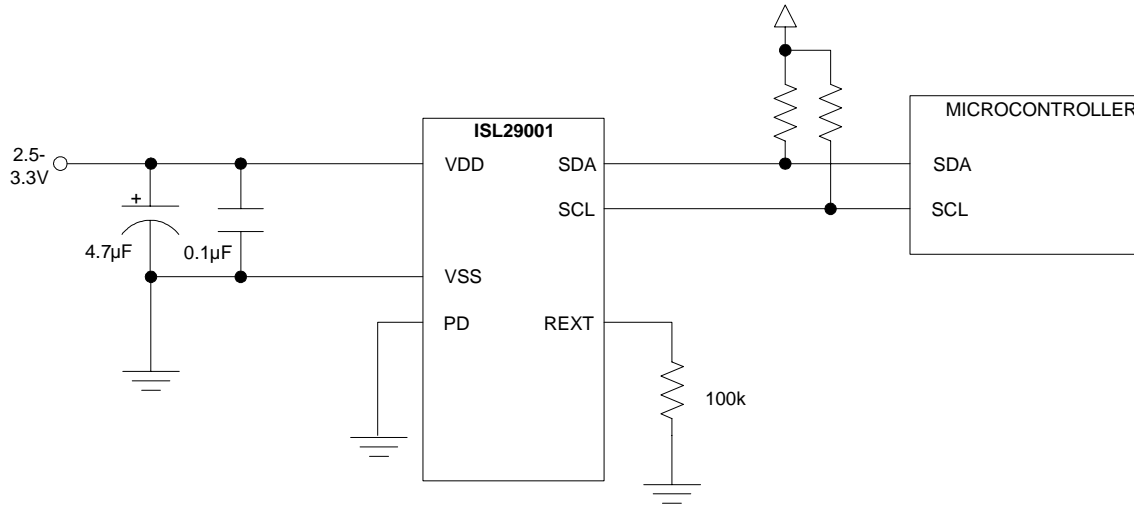 2.5-
3.3V
+
4.7µF
0.1µF
ISL29001
VDD
SDA
SCL
VSS
PD
REXT
100k
MICROCONTROLLER
SDA
SCL